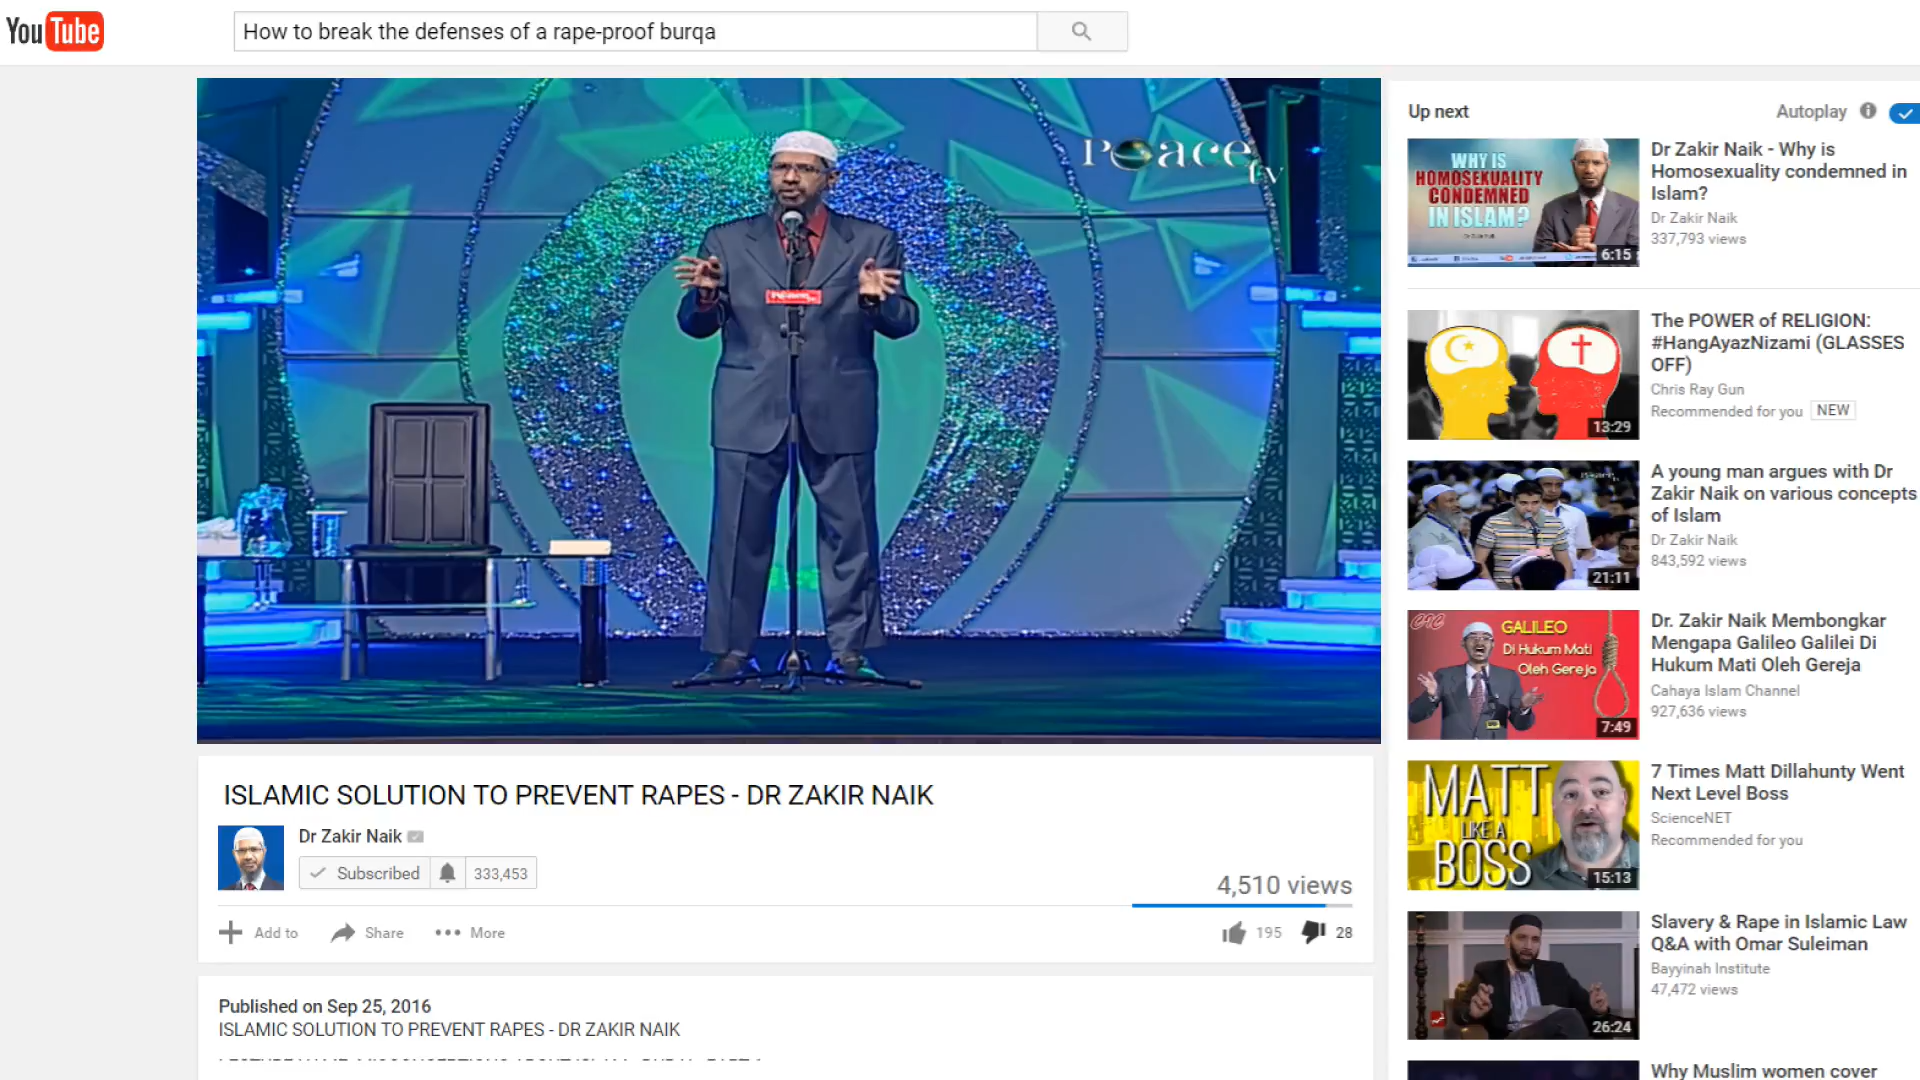 YouTube
How to break the defenses of a rape-proof burqa
Peace
tv
ISLAMIC SOLUTION TO PREVENT RAPES - DR ZAKIR NAIK
Dr Zakir Naik
Subscribed 333,453
4,510 views
Add to Share More
195 28
Published on Sep 25, 2016
ISLAMIC SOLUTION TO PREVENT RAPES - DR ZAKIR NAIK
Up next
Autoplay
WHY IS
HOMOSEXUALITY
CONDEMNED
IN ISLAM?
6:15
Dr Zakir Naik - Why is
Homosexuality condemned in
Islam?
Dr Zakir Naik
337,793 views
13:29
The POWER of RELIGION:
#HangAyazNizami (GLASSES
OFF)
Chris Ray Gun
Recommended for you NEW
21:11
A young man argues with Dr
Zakir Naik on various concepts
of Islam
Dr Zakir Naik
843,592 views
GALILEO
Di Hukum Mati
Oleh Gereja
7:49
Dr. Zakir Naik Membongkar
Mengapa Galileo Galilei Di
Hukum Mati Oleh Gereja
Cahaya Islam Channel
927,636 views
MATT
LIKE A
BOSS
15:13
7 Times Matt Dillahunty Went
Next Level Boss
ScienceNET
Recommended for you
26:24
Slavery & Rape in Islamic Law
Q&A with Omar Suleiman
Bayyinah Institute
47,472 views
Why Muslim women cover